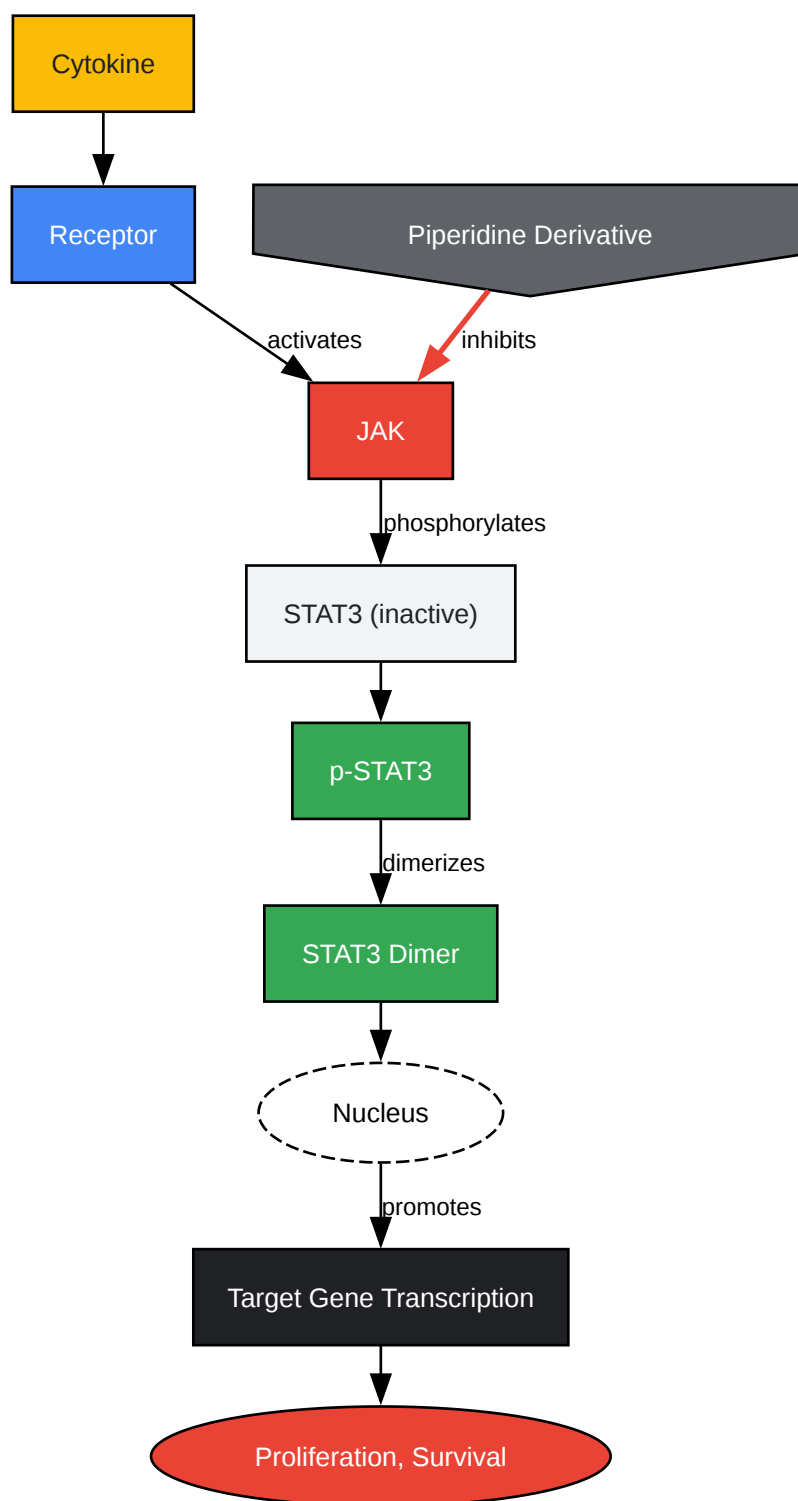 Cytokine
Receptor
Piperidine Derivative
activates
inhibits
JAK
phosphorylates
STAT3 (inactive)
p-STAT3
dimerizes
STAT3 Dimer
Nucleus
promotes
Target Gene Transcription
Proliferation, Survival